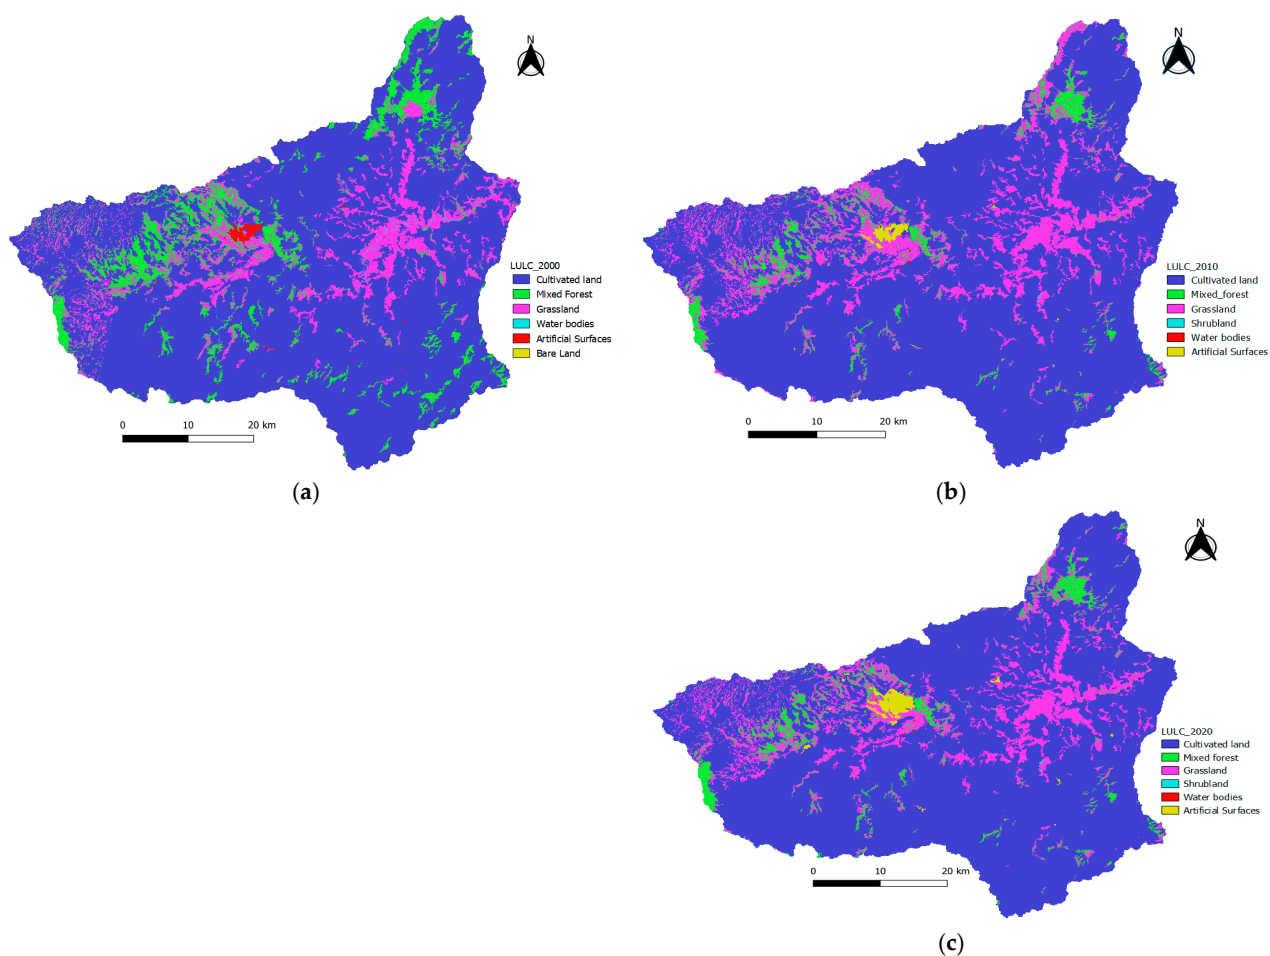 N
LULC_2000
Cultivated land
Mixed Forest
Grassland
Water bodies
Artificial Surfaces
Bare Land
0 10 20 km
(a)
N
LULC_2010
Cultivated land
Mixed_forest
Grassland
Shrubland
Water bodies
Artificial Surfaces
0 10 20 km
(b)
N
LULC_2020
Cultivated land
Mixed forest
Grassland
Shrubland
Water bodies
Artificial Surfaces
0 10 20 km
(c)